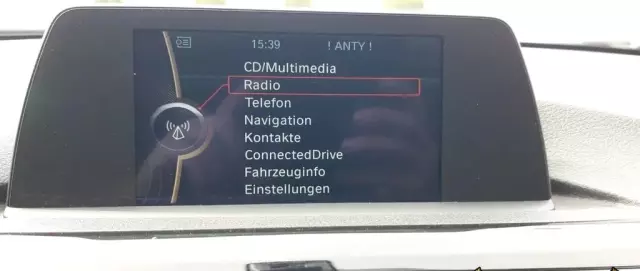 15:39 ! ANTY !
CD/Multimedia
Radio
Telefon
Navigation
Kontakte
ConnectedDrive
Fahrzeuginfo
Einstellungen